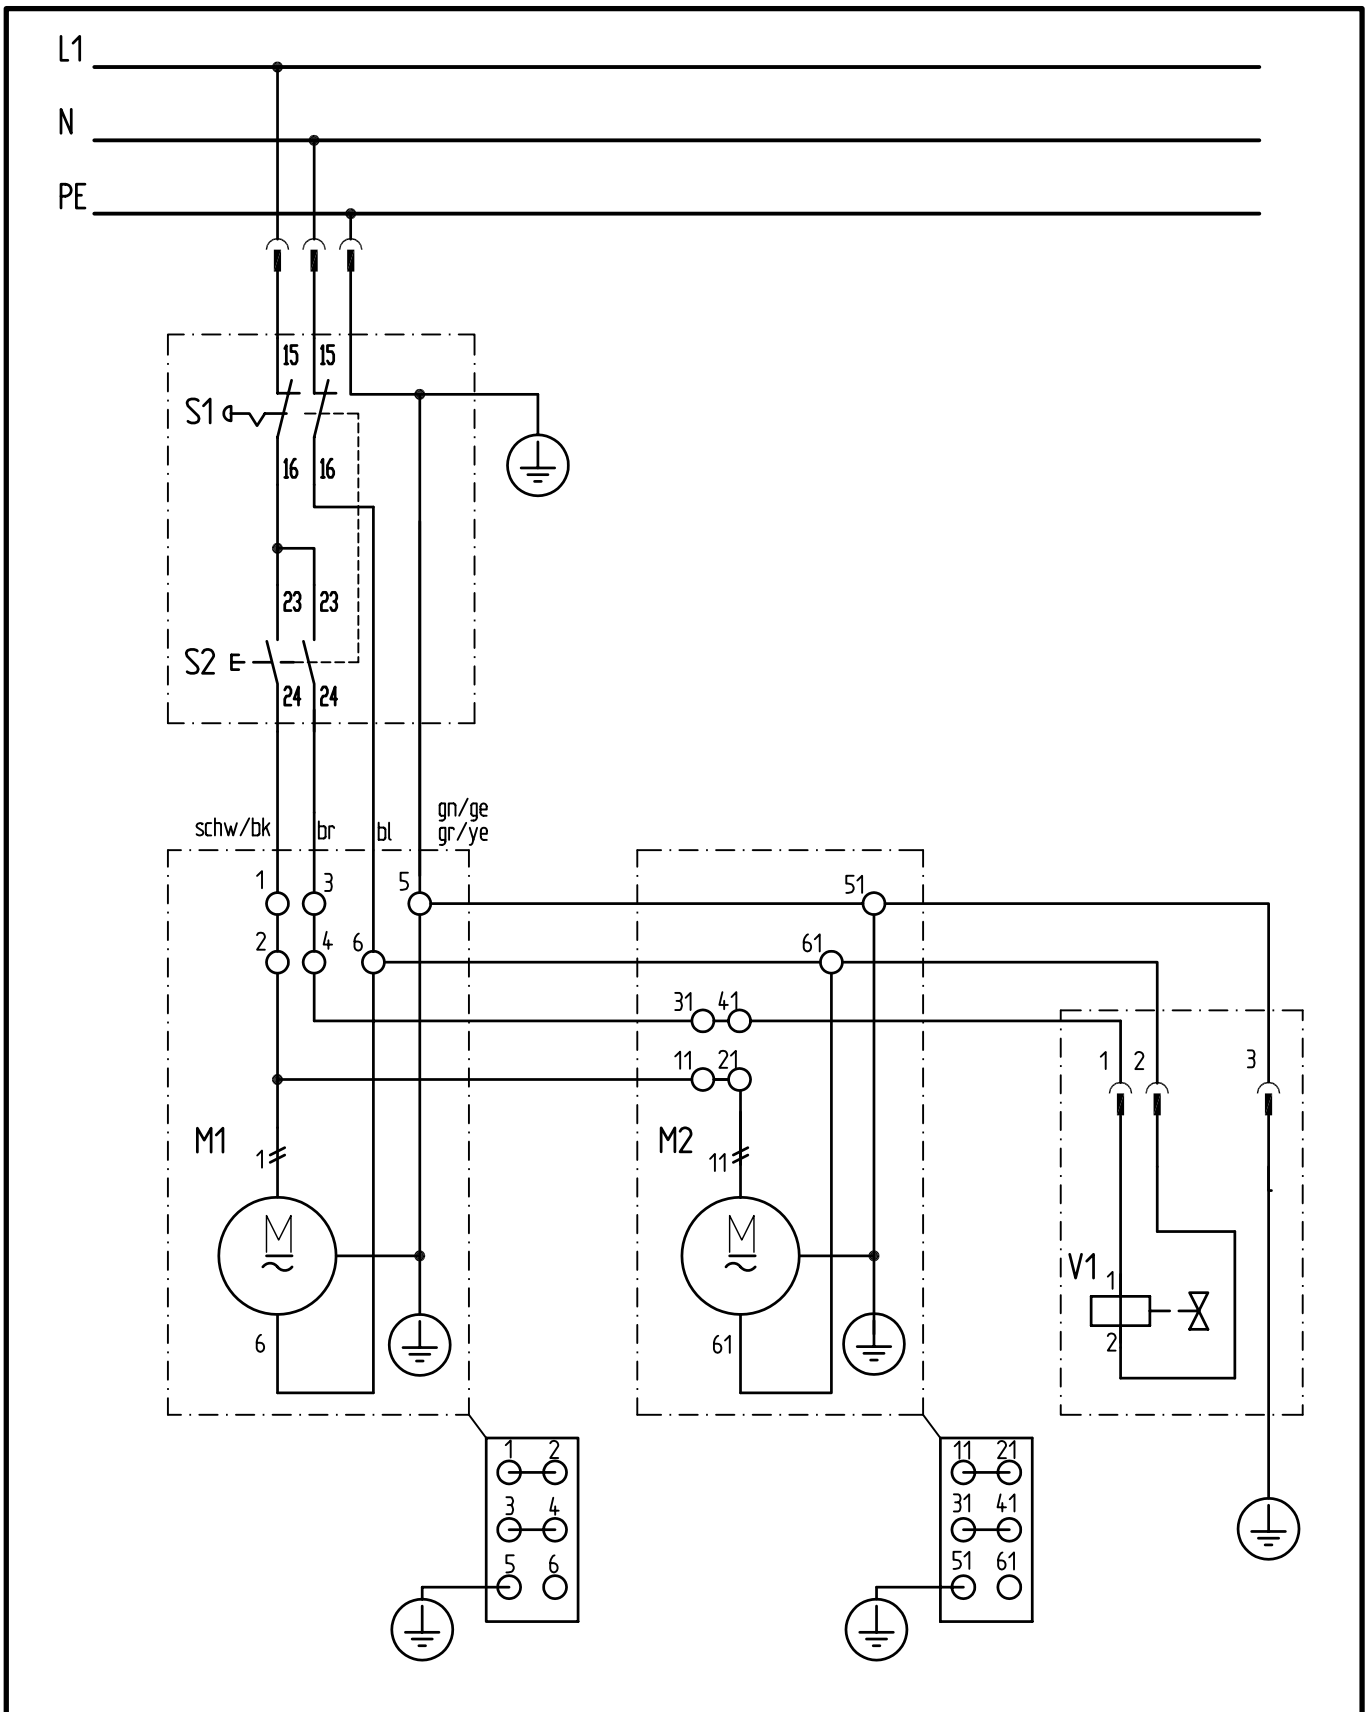 L1
N
PE
15 15
S1
16 16
23 23
S2 E
24 24
gn/ge
schw/bk br bl gr/ye
1 3 5 51
2 4 6 61
31 41
11 21
1 2 3
M1 1 M2 11
M M
V1 1
6 61 2
1 2 11 21
3 4 31 41
5 6 51 61